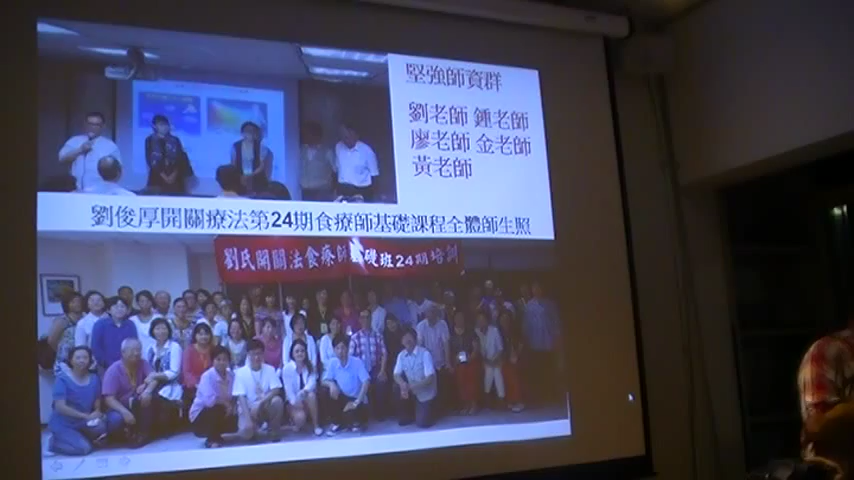 堅強師資群
劉老師 鍾老師
廖老師 金老師
黃老師
劉俊厚開關療法第24期食療師基礎課程全體師生照
劉氏開關法食療師基礎班24期培訓